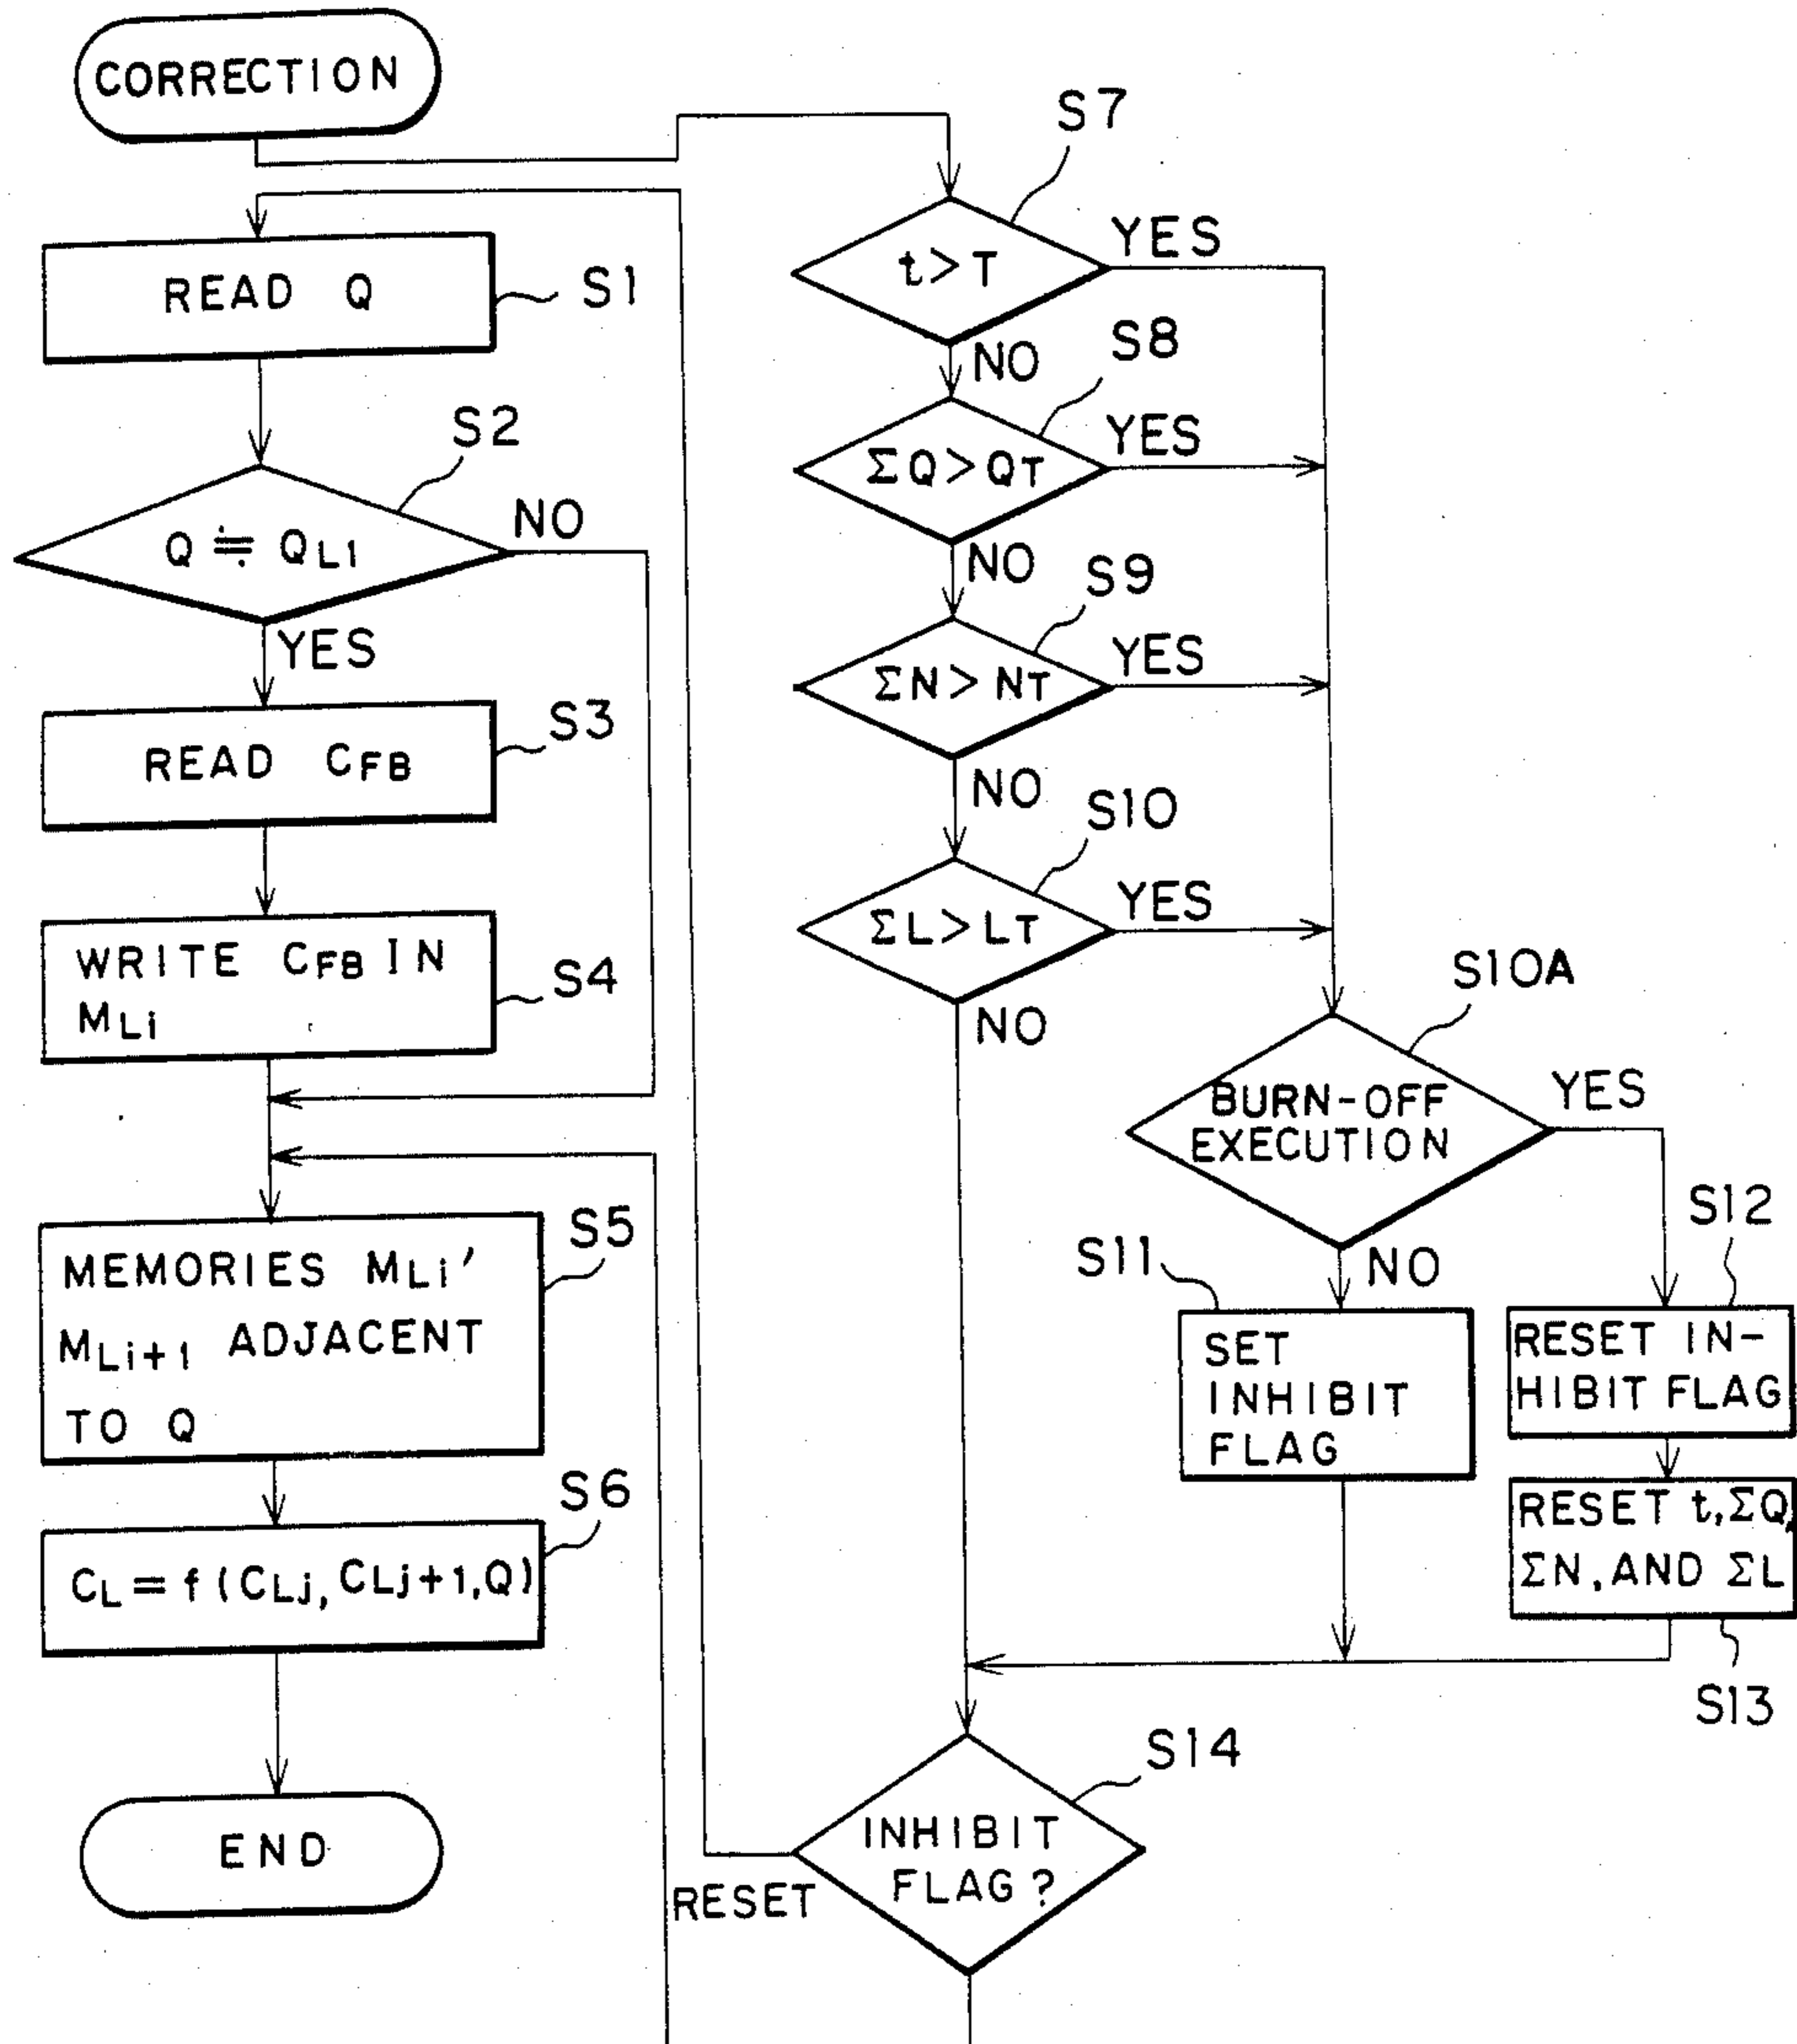 CORRECTION
READ Q
S1
S2
Q ≒ QL1
NO
YES
READ CFB
S3
WRITE CFB IN
MLi
S4
MEMORIES MLi'
MLi+1 ADJACENT
TO Q
S5
S6
CL = f (CLj, CLj+1, Q)
END
S7
t > T
YES
NO
S8
ΣQ > QT
YES
NO
S9
ΣN > NT
YES
NO
S10
ΣL > LT
YES
NO
S10A
BURN-OFF
EXECUTION
YES
NO
S11
SET
INHIBIT
FLAG
S12
RESET IN-
HIBIT FLAG
RESET t, ΣQ,
ΣN, AND ΣL
S13
S14
INHIBIT
FLAG ?
RESET